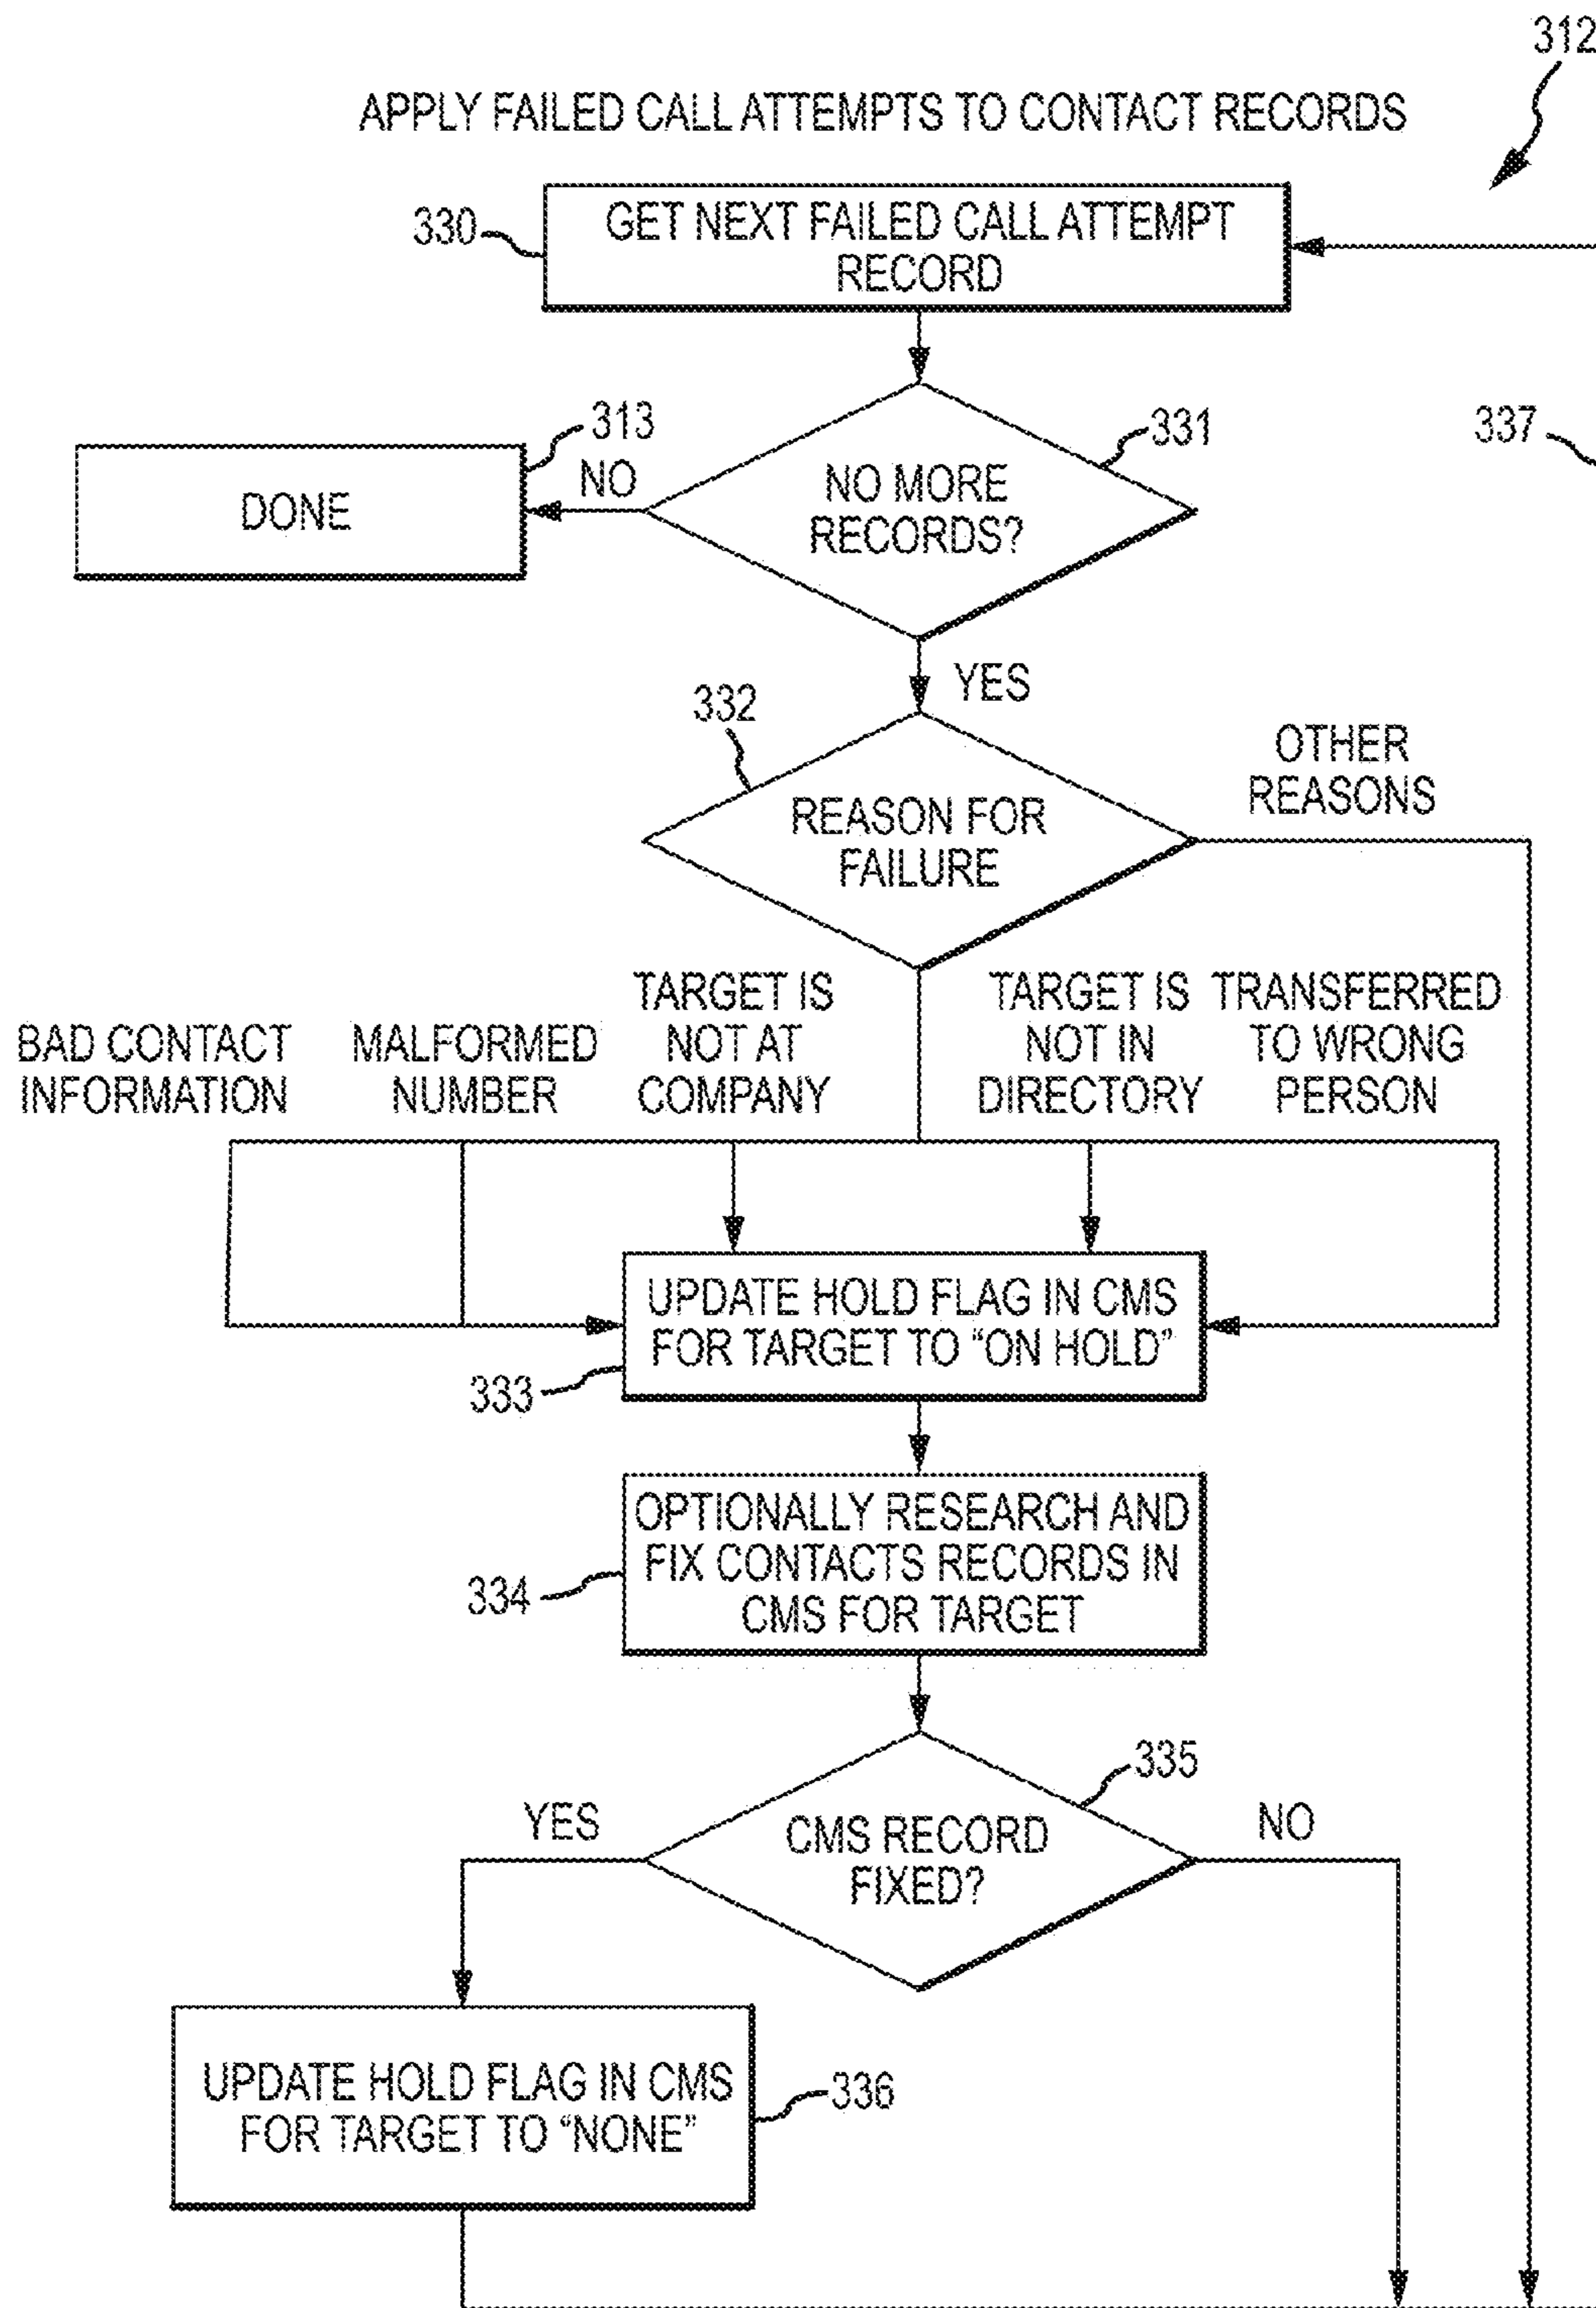 312
APPLY FAILED CALL ATTEMPTS TO CONTACT RECORDS
330
GET NEXT FAILED CALL ATTEMPT
RECORD
313
331
337
NO
DONE
NO MORE
RECORDS?
YES
332
OTHER
REASONS
REASON FOR
FAILURE
BAD CONTACT
INFORMATION
MALFORMED
NUMBER
TARGET IS
NOT AT
COMPANY
TARGET IS
NOT IN
DIRECTORY
TRANSFERRED
TO WRONG
PERSON
UPDATE HOLD FLAG IN CMS
FOR TARGET TO “ON HOLD”
333
OPTIONALLY RESEARCH AND
FIX CONTACTS RECORDS IN
CMS FOR TARGET
334
335
YES
NO
CMS RECORD
FIXED?
UPDATE HOLD FLAG IN CMS
FOR TARGET TO “NONE”
336